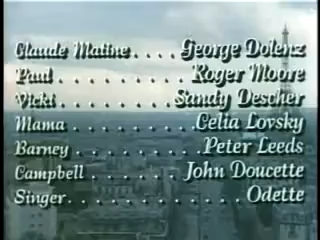 Claude Matine . . . . . George Dolenz
Paul . . . . . . . . . . Roger Moore
Vicki . . . . . . . . Sandy Descher
Mama . . . . . . . . . Celia Lovsky
Barney . . . . . . . . . Peter Leeds
Campbell . . . . . . John Doucette
Singer . . . . . . . . . . . . Odette